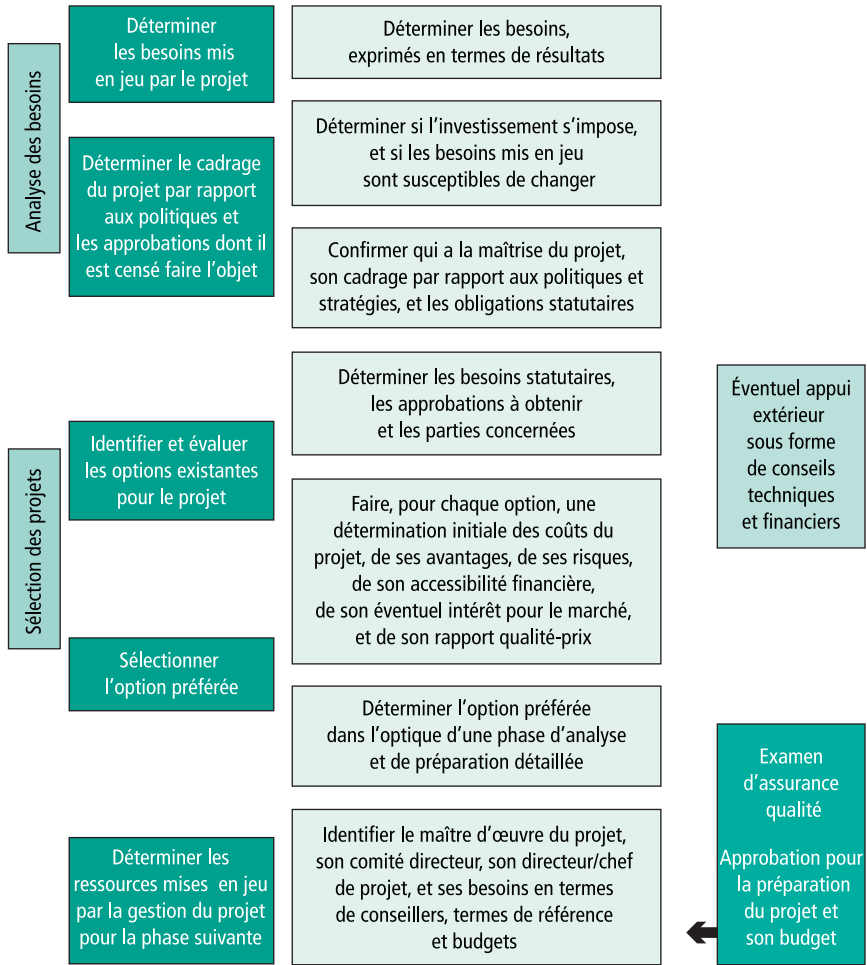 Analyse des besoins
Déterminer
les besoins mis
en jeu par le projet
Déterminer les besoins,
exprimés en termes de résultats
Déterminer le cadrage
du projet par rapport
aux politiques et
les approbations dont il
est censé faire l’objet
Déterminer si l’investissement s’impose,
et si les besoins mis en jeu
sont susceptibles de changer
Confirmer qui a la maîtrise du projet,
son cadrage par rapport aux politiques et
stratégies, et les obligations statutaires
Sélection des projets
Identifier et évaluer
les options existantes
pour le projet
Déterminer les besoins statutaires,
les approbations à obtenir
et les parties concernées
Éventuel appui
extérieur
sous forme
de conseils
techniques
et financiers
Faire, pour chaque option, une
détermination initiale des coûts du
projet, de ses avantages, de ses risques,
de son accessibilité financière,
de son éventuel intérêt pour le marché,
et de son rapport qualité-prix
Sélectionner
l’option préférée
Déterminer l’option préférée
dans l’optique d’une phase d’analyse
et de préparation détaillée
Déterminer les
ressources mises en jeu
par la gestion du projet
pour la phase suivante
Identifier le maître d’œuvre du projet,
son comité directeur, son directeur/chef
de projet, et ses besoins en termes
de conseillers, termes de référence
et budgets
Examen
d’assurance
qualité
Approbation pour
la préparation
du projet et
son budget